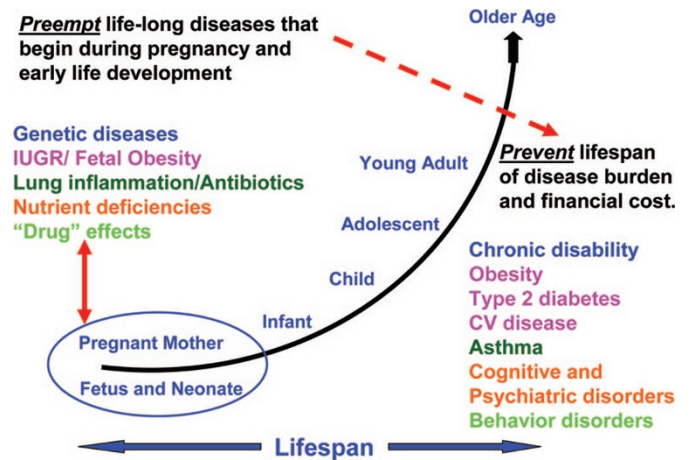 Older Age
Preempt life-long diseases that
begin during pregnancy and
early life development
Genetic diseases
IUGR/ Fetal Obesity
Lung inflammation/Antibiotics
Nutrient deficiencies
“Drug” effects
Young Adult
Adolescent
Child
Infant
Pregnant Mother
Fetus and Neonate
Prevent lifespan
of disease burden
and financial cost.
Chronic disability
Obesity
Type 2 diabetes
CV disease
Asthma
Cognitive and
Psychiatric disorders
Behavior disorders
Lifespan